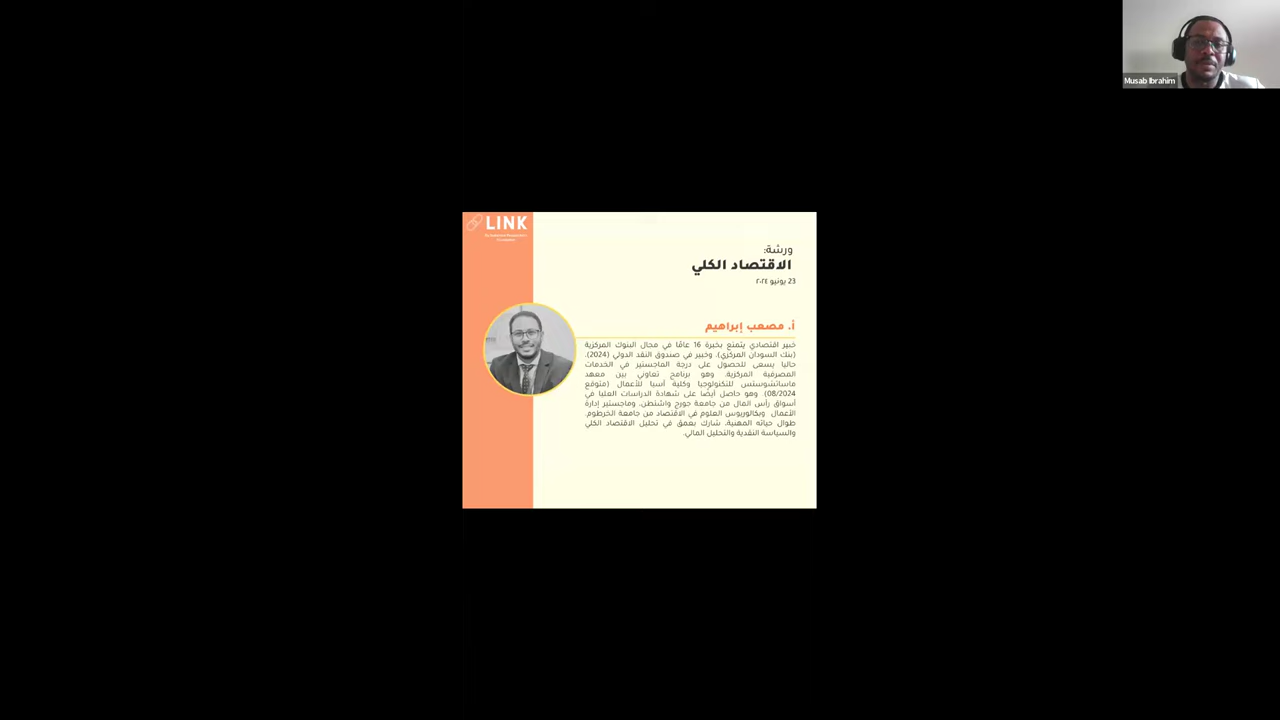 Musab Ibrahim
LINK
ورشة:
الاقتصاد الكلي
23 يونيو ٢٠٢٤
أ. مصعب إبراهيم
خبير اقتصادي يتمتع بخبرة 16 عامًا في مجال البنوك المركزية
(بنك السودان المركزي)، وخبير في صندوق النقد الدولي (2024).
حاليا يسعى للحصول على درجة الماجستير في الخدمات
المصرفية المركزية، وهو برنامج تعاوني بين معهد
ماساتشوستس للتكنولوجيا وكلية آسيا للأعمال (متوقع
08/2024) وهو حاصل أيضًا على شهادة الدراسات العليا في
أسواق رأس المال من جامعة جورج واشنطن، وماجستير إدارة
الأعمال وبكالوريوس العلوم في الاقتصاد من جامعة الخرطوم.
طوال حياته المهنية، شارك بعمق في تحليل الاقتصاد الكلي
والسياسة النقدية والتحليل المالي.